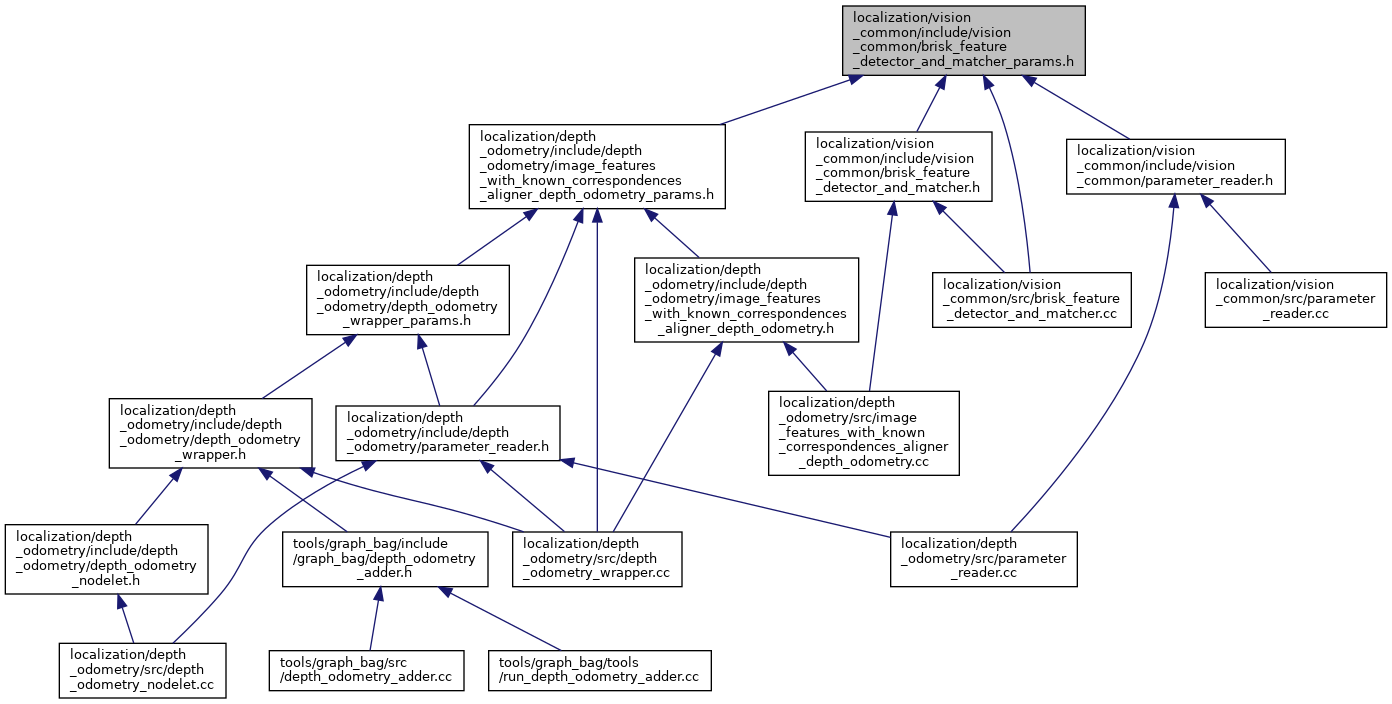 localization/vision
_common/include/vision
_common/brisk_feature
_detector_and_matcher_params.h
localization/depth
_odometry/include/depth
_odometry/image_features
_with_known_correspondences
_aligner_depth_odometry_params.h
localization/vision
_common/include/vision
_common/brisk_feature
_detector_and_matcher.h
localization/vision
_common/include/vision
_common/parameter_reader.h
localization/depth
_odometry/include/depth
_odometry/depth_odometry
_wrapper_params.h
localization/depth
_odometry/include/depth
_odometry/image_features
_with_known_correspondences
_aligner_depth_odometry.h
localization/vision
_common/src/brisk_feature
_detector_and_matcher.cc
localization/vision
_common/src/parameter
_reader.cc
localization/depth
_odometry/include/depth
_odometry/depth_odometry
_wrapper.h
localization/depth
_odometry/include/depth
_odometry/parameter_reader.h
localization/depth
_odometry/src/image
_features_with_known
_correspondences_aligner
_depth_odometry.cc
localization/depth
_odometry/include/depth
_odometry/depth_odometry
_nodelet.h
tools/graph_bag/include
/graph_bag/depth_odometry
_adder.h
localization/depth
_odometry/src/depth
_odometry_wrapper.cc
localization/depth
_odometry/src/parameter
_reader.cc
localization/depth
_odometry/src/depth
_odometry_nodelet.cc
tools/graph_bag/src
/depth_odometry_adder.cc
tools/graph_bag/tools
/run_depth_odometry_adder.cc